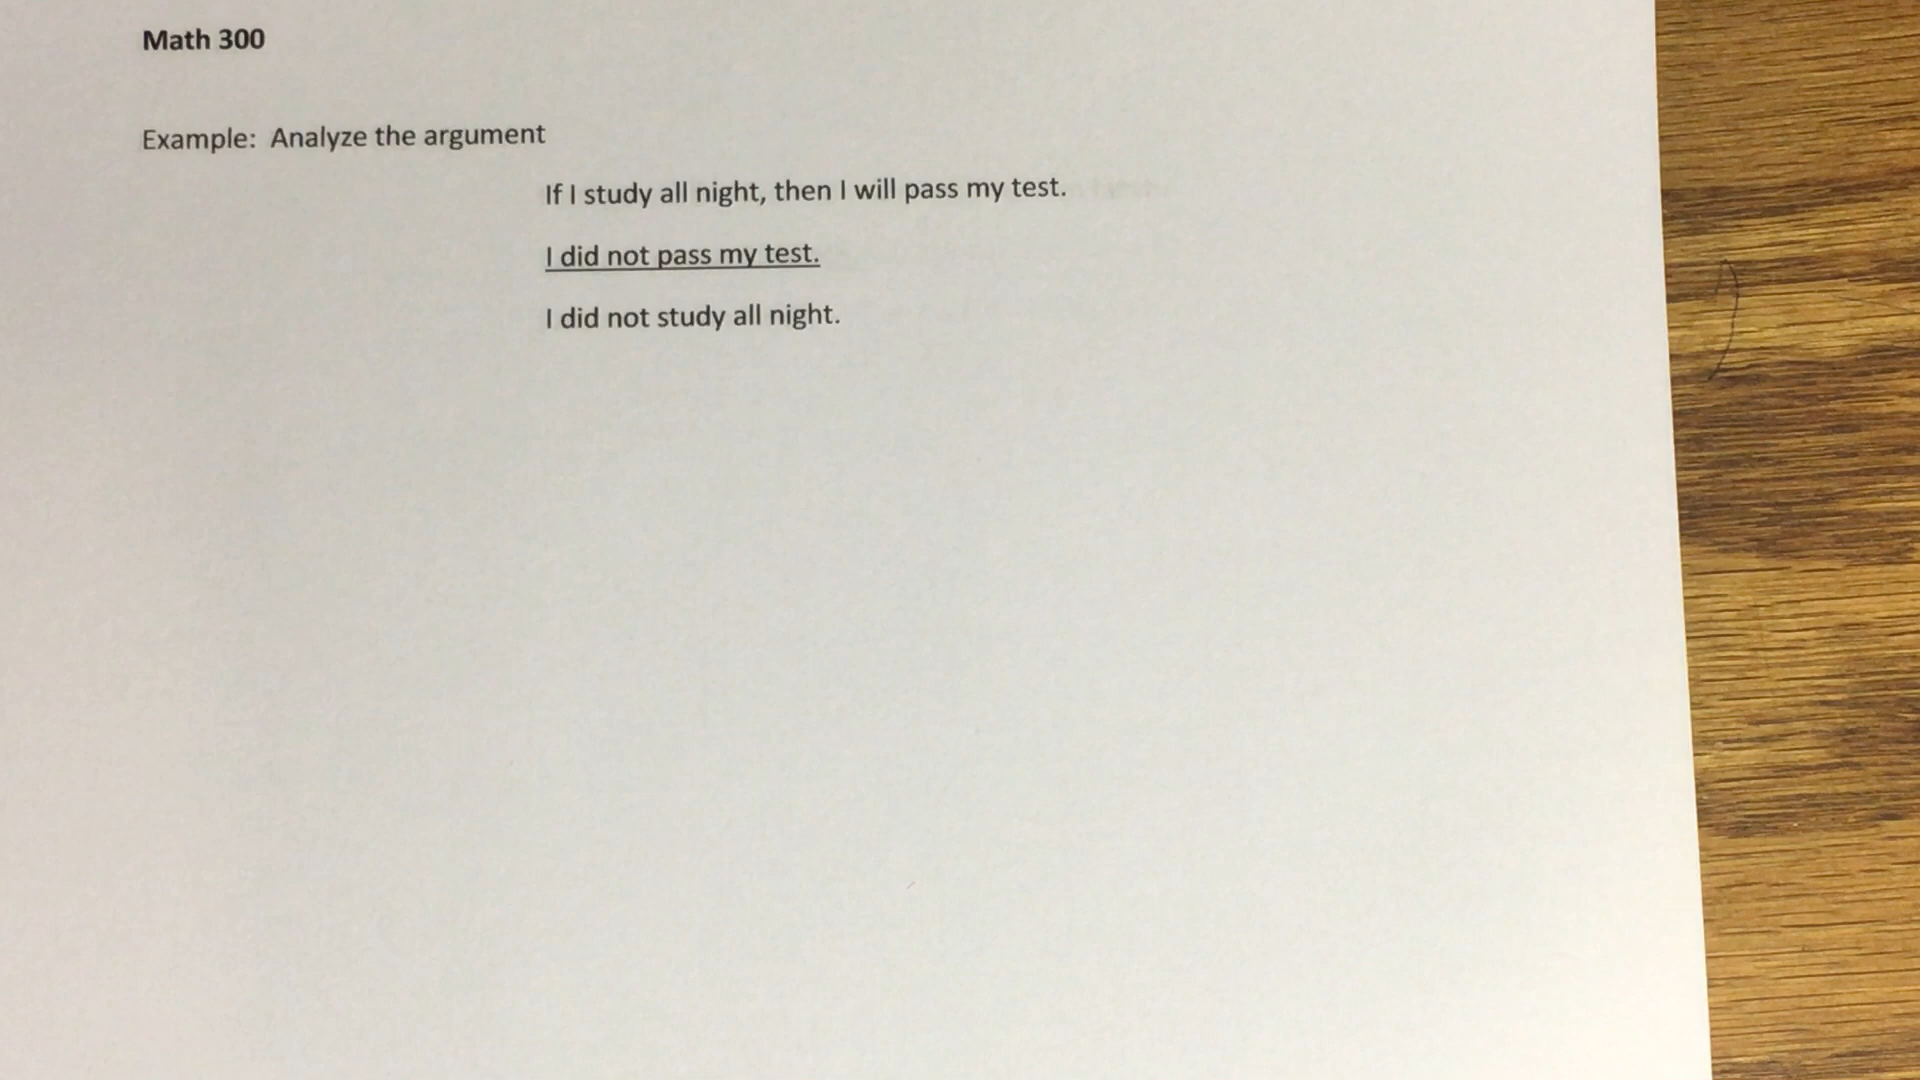 Math 300
Example: Analyze the argument
If I study all night, then I will pass my test.
I did not pass my test.
I did not study all night.